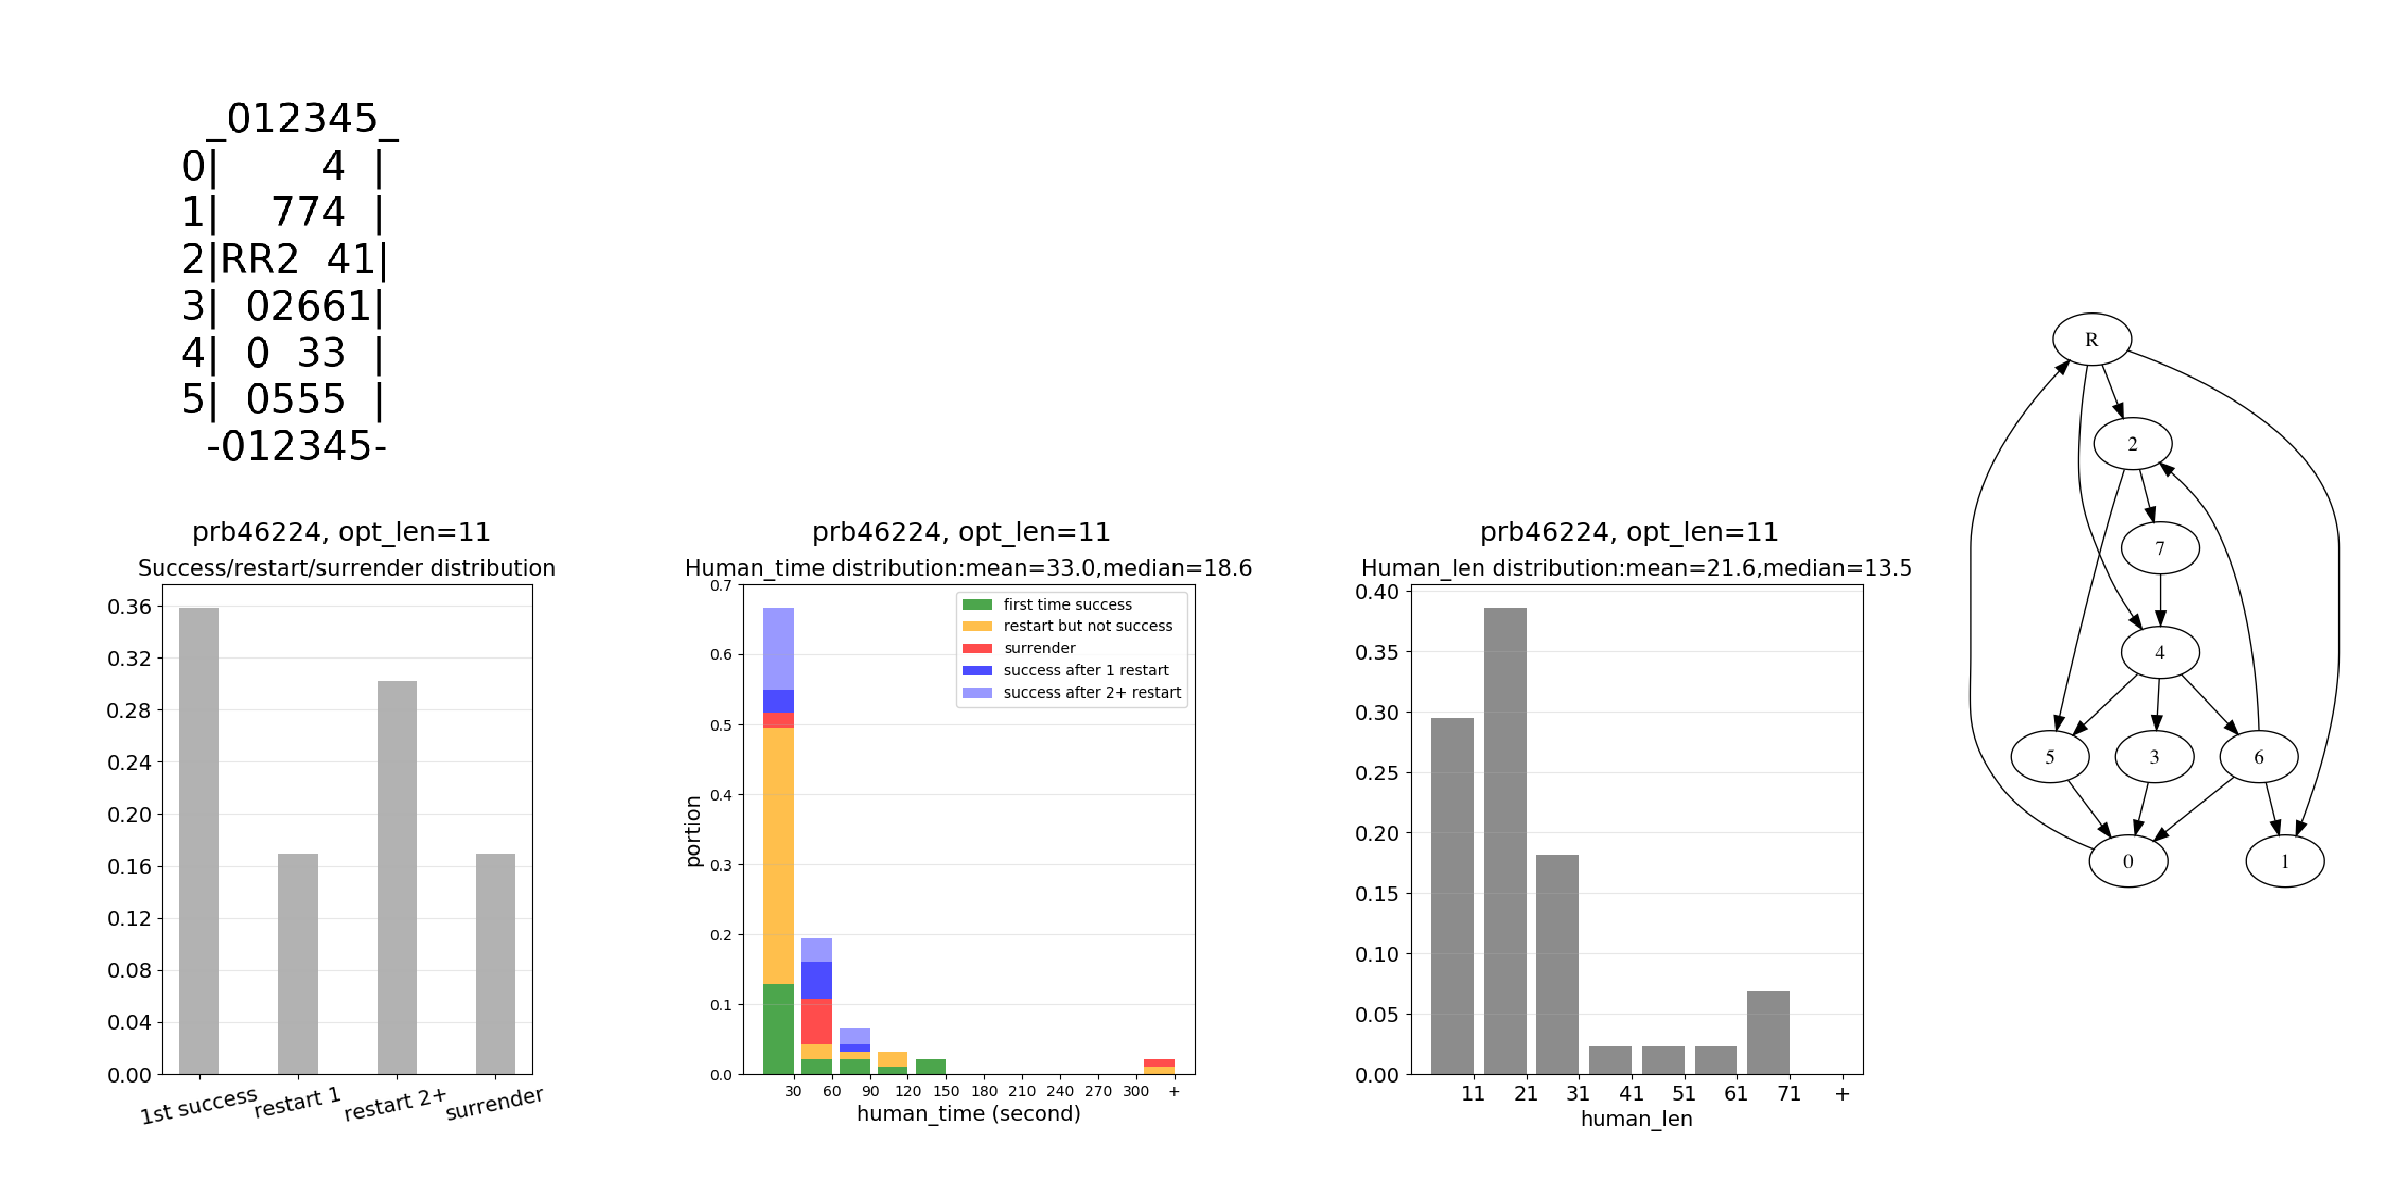 _012345_
0|    4  |
1|  774  |
2|RR2 41|
3| 02661|
4| 0 33  |
5| 0555  |
-012345-
prb46224, opt_len=11
Success/restart/surrender distribution
0.36
0.32
0.28
0.24
0.20
0.16
0.12
0.08
0.04
0.00
1st success
restart 1
restart 2+
surrender
prb46224, opt_len=11
Human_time distribution:mean=33.0,median=18.6
first time success
restart but not success
surrender
success after 1 restart
success after 2+ restart
portion
0.7
0.6
0.5
0.4
0.3
0.2
0.1
0.0
30 60 90 120 150 180 210 240 270 300 +
human_time (second)
prb46224, opt_len=11
Human_len distribution:mean=21.6,median=13.5
0.40
0.35
0.30
0.25
0.20
0.15
0.10
0.05
0.00
11 21 31 41 51 61 71 +
human_len
R
2
7
4
5 3 6
0 1